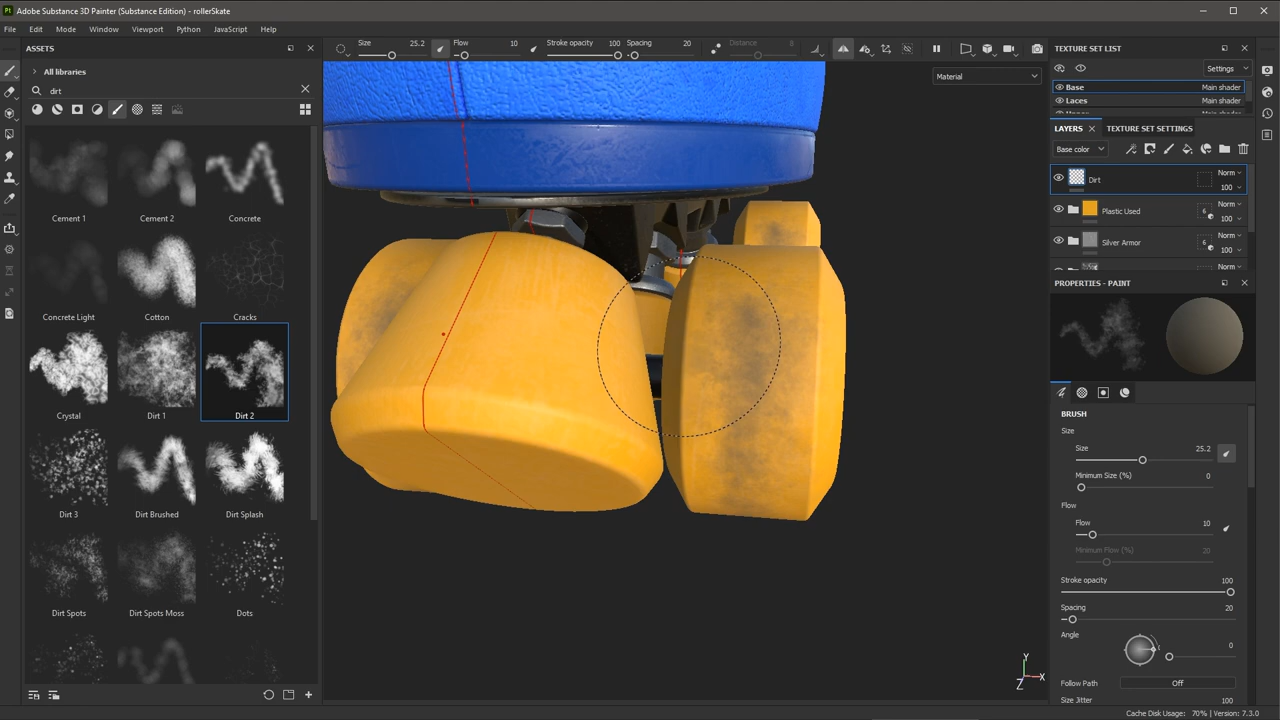 Pt Adobe Substance 3D Painter (Substance Edition) - rollerSkate
File Edit Mode Window Viewport Python JavaScript Help
ASSETS
All libraries
dirt
Cement 1 Cement 2 Concrete
Concrete Light Cotton Cracks
Crystal Dirt 1 Dirt 2
Dirt 3 Dirt Brushed Dirt Splash
Dirt Spots Dirt Spots Moss Dots
Size 25.2 Flow 10 Stroke opacity 100 Spacing 20 Distance 8
Material
Y
X
Z
TEXTURE SET LIST
Settings
Base Main shader
Laces Main shader
LAYERS TEXTURE SET SETTINGS
Base color
Dirt Norm 100
Plastic Used 6 Norm 100
Silver Armor 6 Norm 100
Norm
PROPERTIES - PAINT
BRUSH
Size
Size 25.2
Minimum Size (%) 0
Flow
Flow 10
Minimum Flow (%) 20
Stroke opacity 100
Spacing 20
Angle 0
Follow Path Off
Size Jitter 100
Cache Disk Usage: 70% | Version: 7.3.0